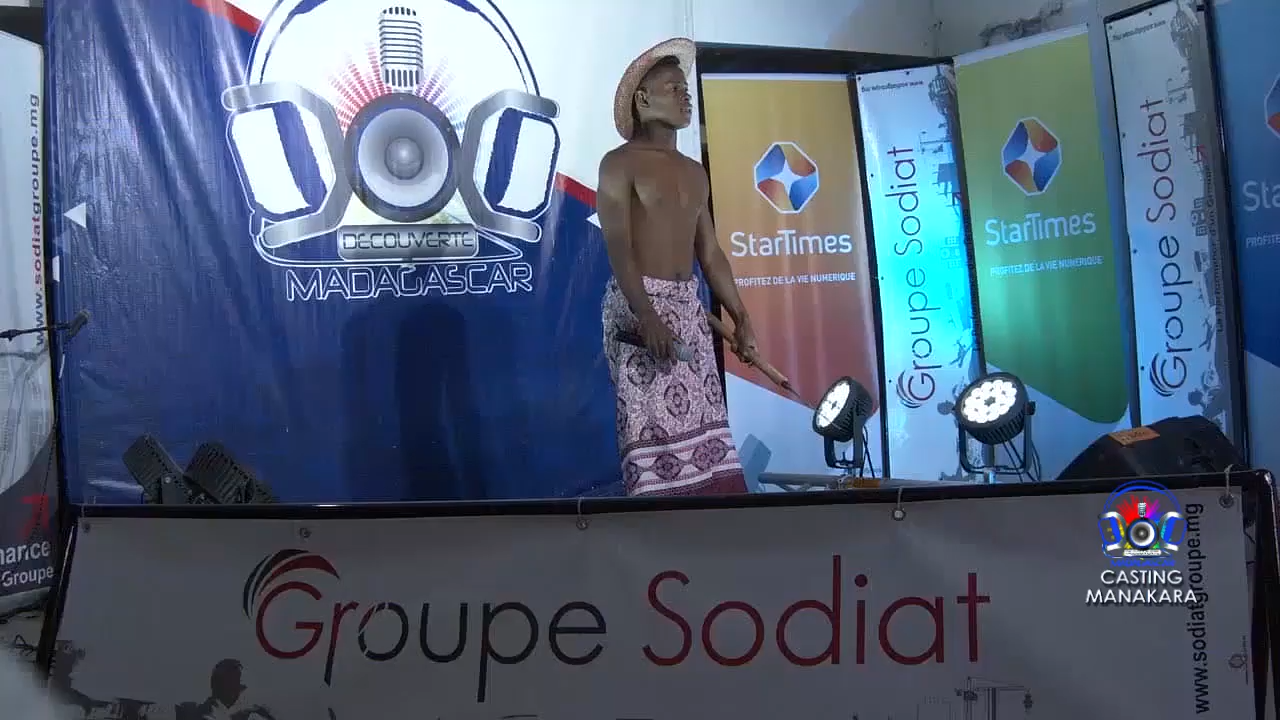 www.sodiatgroupe.mg
DECOUVERTE
MADAGASCAR
StarTimes
PROFITEZ DE LA VIE NUMERIQUE
Groupe Sodiat
StarTimes
PROFITEZ DE LA VIE NUMERIQUE
Groupe Sodiat
Groupe
Groupe Sodiat
CASTING
MANAKARA
www.sodiatgroupe.mg